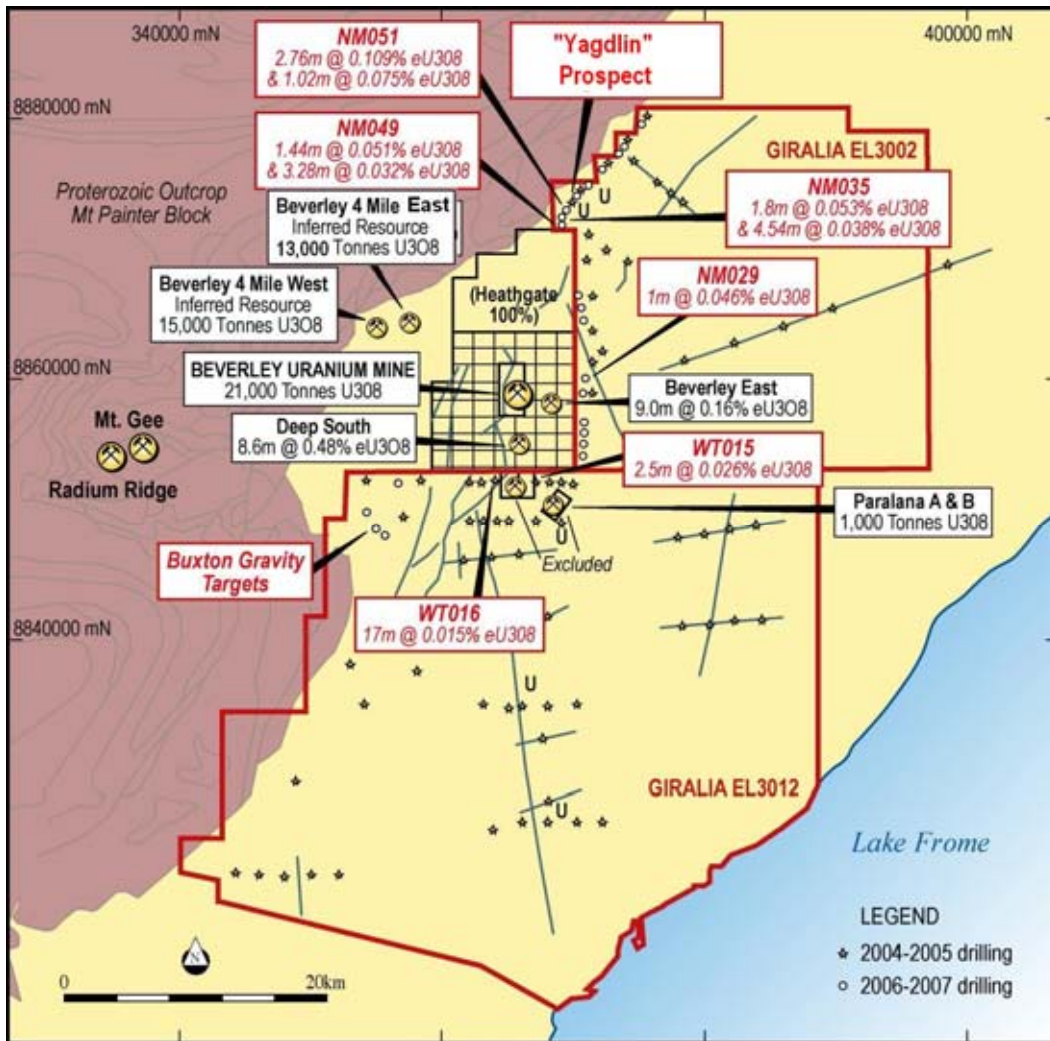 340000 mN
400000 mN
8880000 mN
8860000 mN
8840000 mN
NM051
2.76m @ 0.109% eU308
& 1.02m @ 0.075% eU308
"Yagdlin"
Prospect
NM049
1.44m @ 0.051% eU308
& 3.28m @ 0.032% eU308
GIRALIA EL3002
Proterozoic Outcrop
Mt Painter Block
NM035
1.8m @ 0.053% eU308
& 4.54m @ 0.038% eU308
U
U
Beverley 4 Mile East
Inferred Resource
13,000 Tonnes U3O8
Beverley 4 Mile West
Inferred Resource
15,000 Tonnes U3O8
(Heathgate
100%)
NM029
1m @ 0.046% eU308
BEVERLEY URANIUM MINE
21,000 Tonnes U308
Beverley East
9.0m @ 0.16% eU3O8
Mt. Gee
Radium Ridge
Deep South
8.6m @ 0.48% eU3O8
WT015
2.5m @ 0.026% eU308
Paralana A & B
1,000 Tonnes U308
U
Excluded
Buxton Gravity
Targets
WT016
17m @ 0.015% eU308
U
GIRALIA EL3012
U
Lake Frome
LEGEND
2004-2005 drilling
2006-2007 drilling
N
0
20km